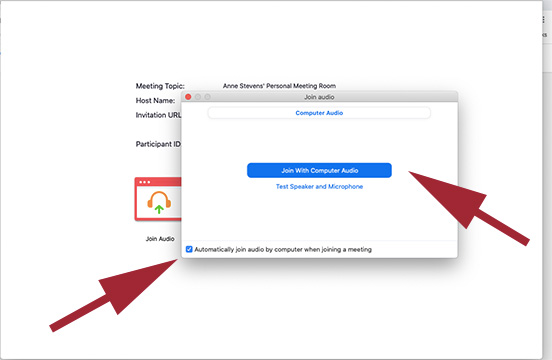 Meeting Topic: Anne Stevens' Personal Meeting Room
Host Name:
Invitation URL
Participant ID
Join Audio
Join audio
Computer Audio
Join With Computer Audio
Test Speaker and Microphone
Automatically join audio by computer when joining a meeting